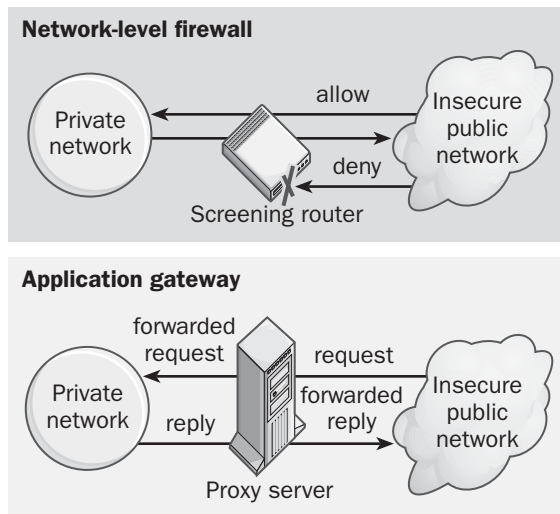 Network-level firewall
Private
network
allow
deny
Insecure
public
network
Screening router
Application gateway
Private
network
forwarded
request
reply
request
forwarded
reply
Insecure
public
network
Proxy server